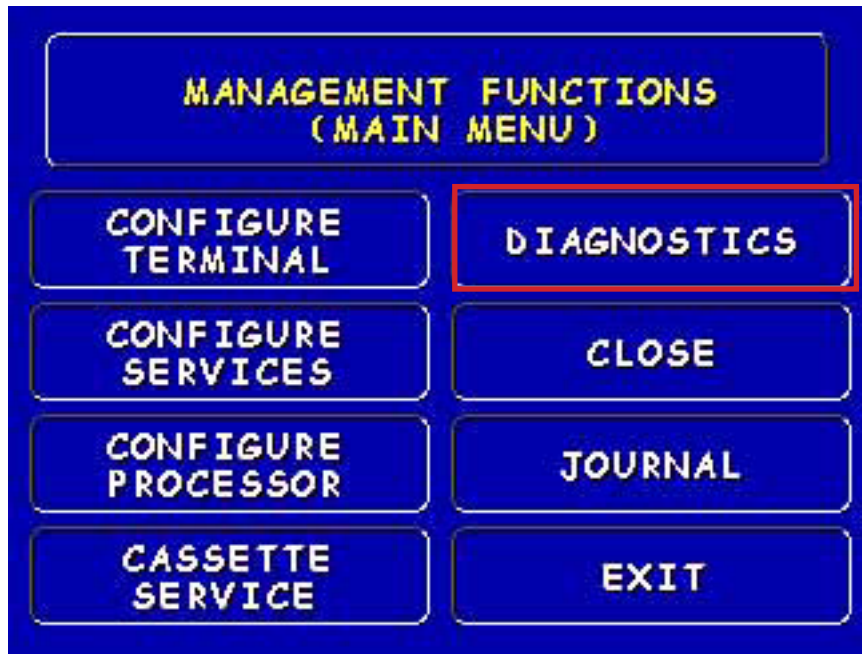 MANAGEMENT FUNCTIONS
(MAIN MENU)
CONFIGURE
TERMINAL
DIAGNOSTICS
CONFIGURE
SERVICES
CLOSE
CONFIGURE
PROCESSOR
JOURNAL
CASSETTE
SERVICE
EXIT